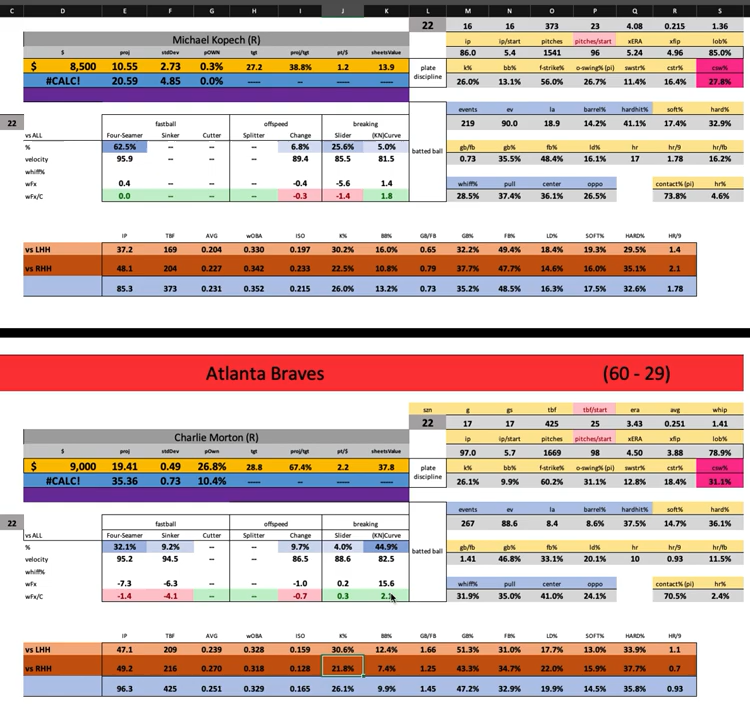 C D E F G H I J K L M N O P Q R S
22 16 16 373 23 4.08 0.215 1.36
Michael Kopech (R) ip ip/start pitches pitches/start xERA xfip lob%
$ proj stdDev pOWN tgt proj/tgt pt/$ sheetsValue 86.0 5.4 1541 96 5.24 4.96 85.0%
$ 8,500 10.55 2.73 0.3% 27.2 38.8% 1.2 13.9 plate discipline k% bb% f-strike% o-swing% (pi) swstr% cstr% csw%
#CALC! 20.59 4.85 0.0% ---- -- ---- ---- 26.0% 13.1% 56.0% 26.7% 11.4% 16.4% 27.8%
events ev la barrel% hardhit% soft% hard%
22 fastball offspeed breaking 219 90.0 18.9 14.2% 41.1% 17.4% 32.9%
vs ALL Four-Seamer Sinker Cutter Splitter Change Slider (KN)Curve
% 62.5% -- -- -- 6.8% 25.6% 5.0% batted ball gb/fb gb% fb% ld% hr hr/9 hr/fb
velocity 95.9 -- -- -- 89.4 85.5 81.5 0.73 35.5% 48.4% 16.1% 17 1.78 16.2%
whiff%
wFx 0.4 -- -- -- -0.4 -5.6 1.4 whiff% pull center oppo contact% (pi) hr%
wFx/C 0.0 -- -- -- -0.3 -1.4 1.8 28.5% 37.4% 36.1% 26.5% 73.8% 4.6%
IP TBF AVG wOBA ISO K% BB% GB/FB GB% FB% LD% SOFT% HARD% HR/9
vs LHH 37.2 169 0.204 0.330 0.197 30.2% 16.0% 0.65 32.2% 49.4% 18.4% 19.3% 29.5% 1.4
vs RHH 48.1 204 0.227 0.342 0.233 22.5% 10.8% 0.79 37.7% 47.7% 14.6% 16.0% 35.1% 2.1
85.3 373 0.231 0.352 0.215 26.0% 13.2% 0.73 35.2% 48.5% 16.3% 17.5% 32.6% 1.78
Atlanta Braves (60 - 29)
szn g gs tbf tbf/start era avg whip
22 17 17 425 25 3.43 0.251 1.41
Charlie Morton (R) ip ip/start pitches pitches/start xERA xfip lob%
$ proj stdDev pOwn tgt proj/tgt pt/$ sheetsValue 97.0 5.7 1669 98 4.50 3.88 78.9%
$ 9,000 19.41 0.49 26.8% 28.8 67.4% 2.2 37.8 plate discipline k% bb% f-strike% o-swing% (pi) swstr% cstr% csw%
#CALC! 35.36 0.73 10.4% ---- -- ---- ---- 26.1% 9.9% 60.2% 31.1% 12.8% 18.4% 31.1%
events ev la barrel% hardhit% soft% hard%
22 fastball offspeed breaking 267 88.6 8.4 8.6% 37.5% 14.7% 36.1%
vs ALL Four-Seamer Sinker Cutter Splitter Change Slider (KN)Curve
% 32.1% 9.2% -- -- 9.7% 4.0% 44.9% batted ball gb/fb gb% fb% ld% hr hr/9 hr/fb
velocity 95.2 94.5 -- -- 86.5 88.6 82.5 1.41 46.8% 33.1% 20.1% 10 0.93 11.5%
whiff%
wFx -7.3 -6.3 -- -- -1.0 0.2 15.6 whiff% pull center oppo contact% (pi) hr%
wFx/C -1.4 -4.1 -- -- -0.7 0.3 31.9% 35.0% 41.0% 24.1% 70.5% 2.4%
IP TBF AVG wOBA ISO K% BB% GB/FB GB% FB% LD% SOFT% HARD% HR/9
vs LHH 47.1 209 0.239 0.328 0.159 30.6% 12.4% 1.66 51.3% 31.0% 17.7% 13.0% 33.9% 1.1
vs RHH 49.2 216 0.270 0.318 0.128 21.8% 7.4% 1.25 43.3% 34.7% 22.0% 15.9% 37.7% 0.7
96.3 425 0.251 0.329 0.165 26.1% 9.9% 1.45 47.2% 32.9% 19.9% 14.5% 35.8% 0.93